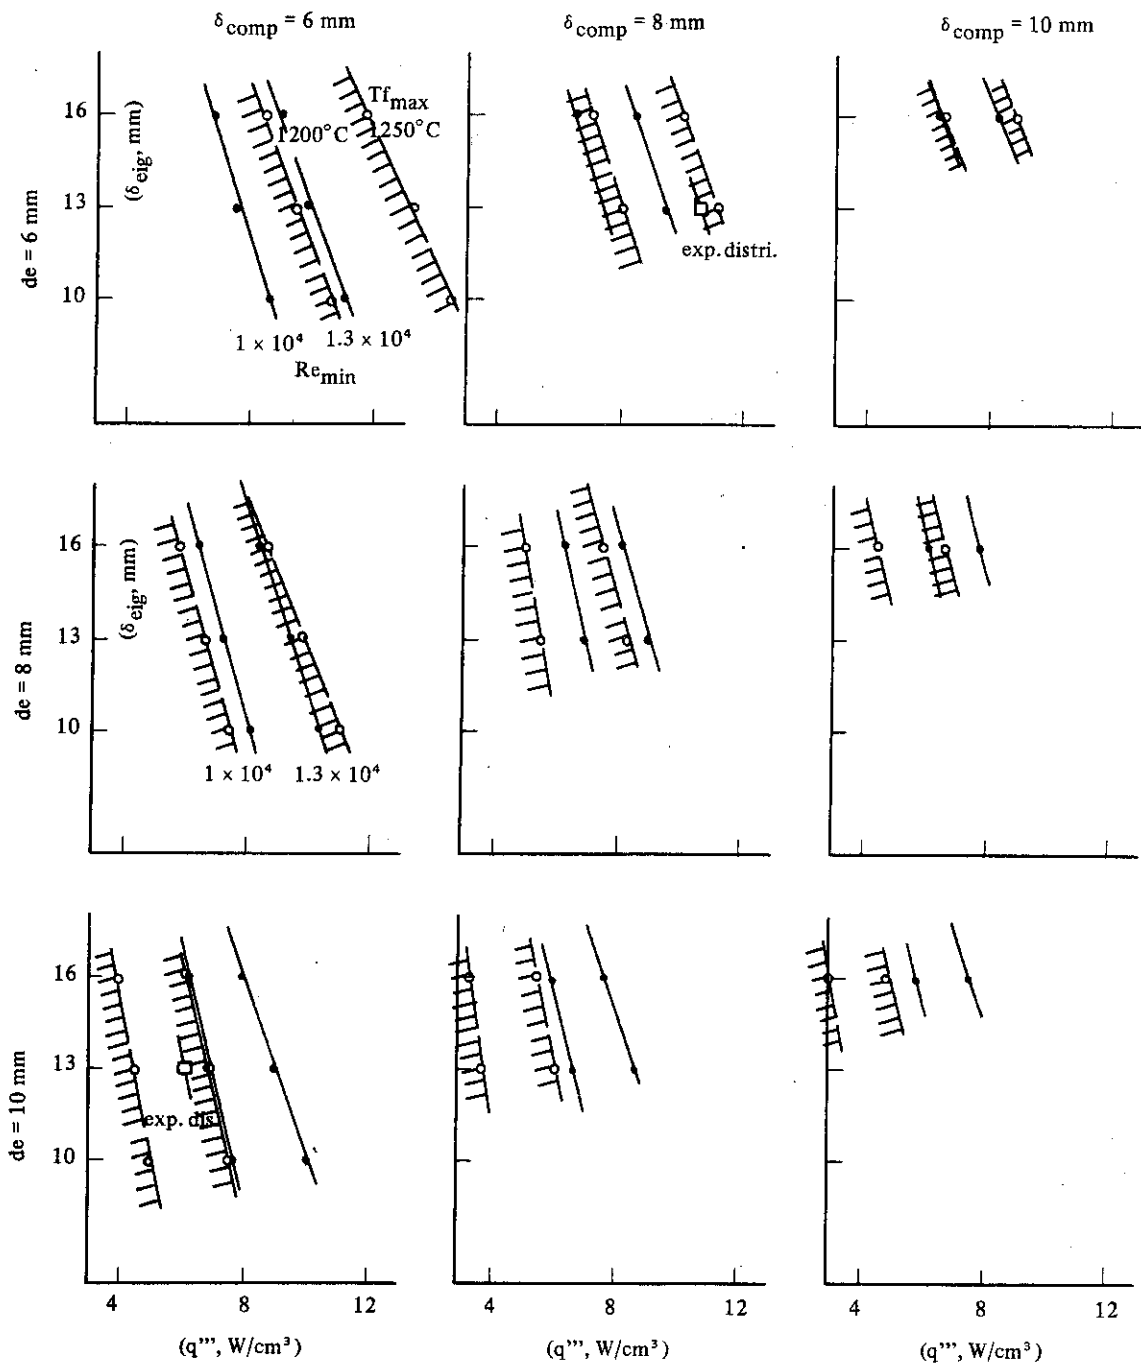 δcomp = 6 mm
δcomp = 8 mm
δcomp = 10 mm
de = 6 mm
(δeig, mm)
16
13
10
Tfmax
1200°C
1250°C
1 × 10⁴
1.3 × 10⁴
Remin
exp. distri.
de = 8 mm
(δeig, mm)
16
13
10
1 × 10⁴
1.3 × 10⁴
de = 10 mm
16
13
10
exp. dis
4 8 12
4 8 12
4 8 12
(q''', W/cm³)
(q''', W/cm³)
(q''', W/cm³)